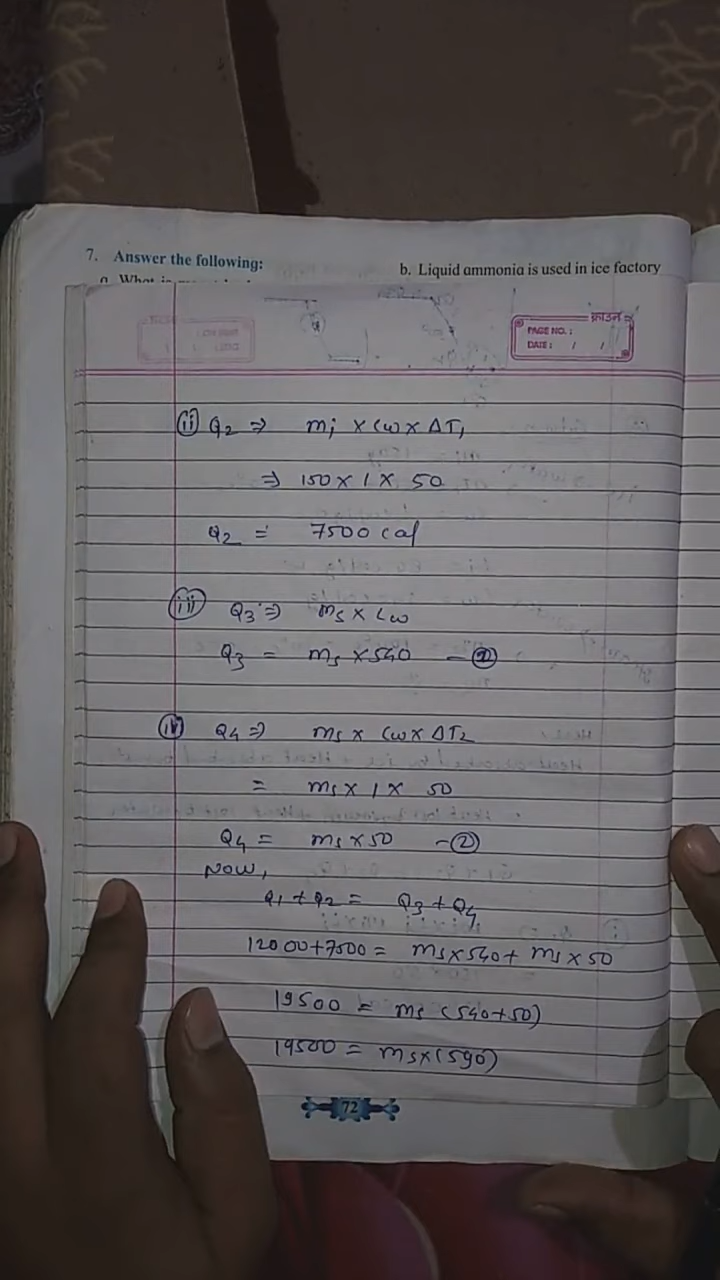 7. Answer the following:
b. Liquid ammonia is used in ice factory
क्राउन
PAGE NO. :
DATE : / /
(ii) Q2 ⇒ mi × Cw × ΔT1
⇒ 150 × 1 × 50
Q2 = 7500 cal
(iii) Q3 ⇒ ms × Lw
Q3 = ms × 540 —①
(iv) Q4 ⇒ ms × Cw × ΔT2
= ms × 1 × 50
Q4 = ms × 50 —②
Now,
Q1 + Q2 = Q3 + Q4
12000 + 7500 = ms × 540 + ms × 50
19500 = ms (540 + 50)
19500 = ms × (590)
72